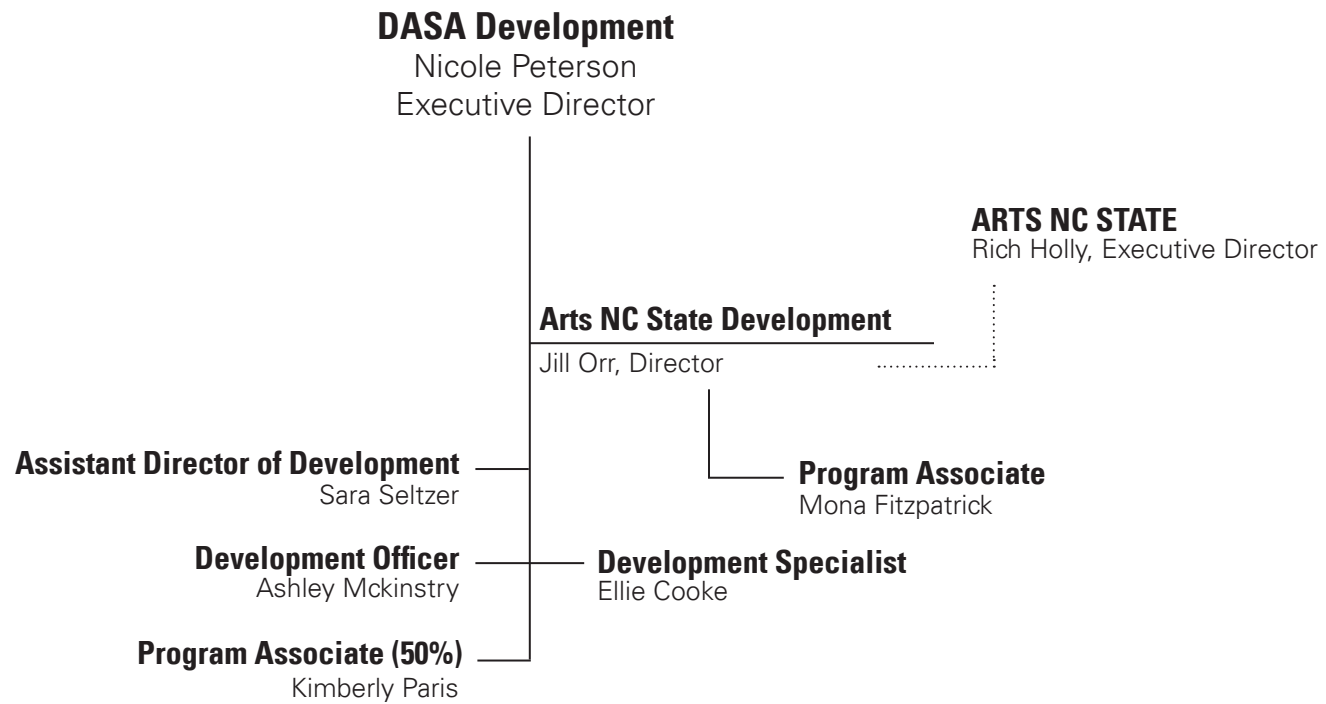 DASA Development
Nicole Peterson
Executive Director
ARTS NC STATE
Rich Holly, Executive Director
Arts NC State Development
Jill Orr, Director
Assistant Director of Development
Sara Seltzer
Program Associate
Mona Fitzpatrick
Development Officer
Ashley Mckinstry
Development Specialist
Ellie Cooke
Program Associate (50%)
Kimberly Paris